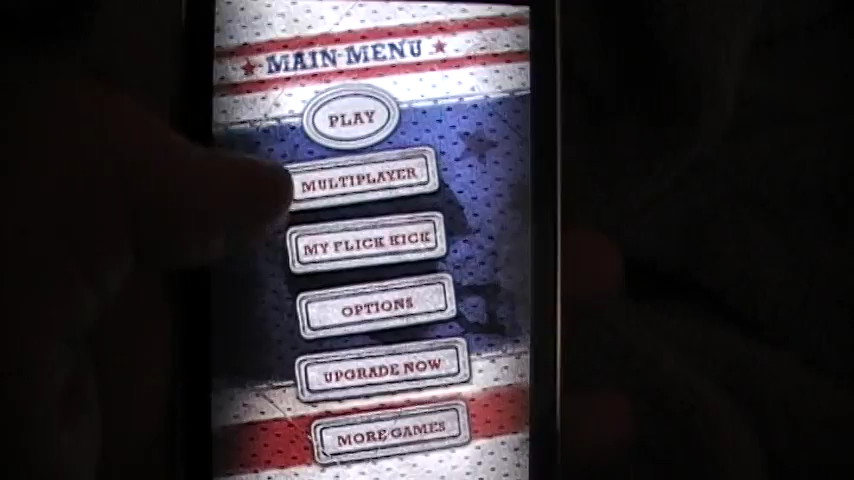 MAIN MENU
PLAY
MULTIPLAYER
MY FLICK KICK
OPTIONS
UPGRADE NOW
MORE GAMES